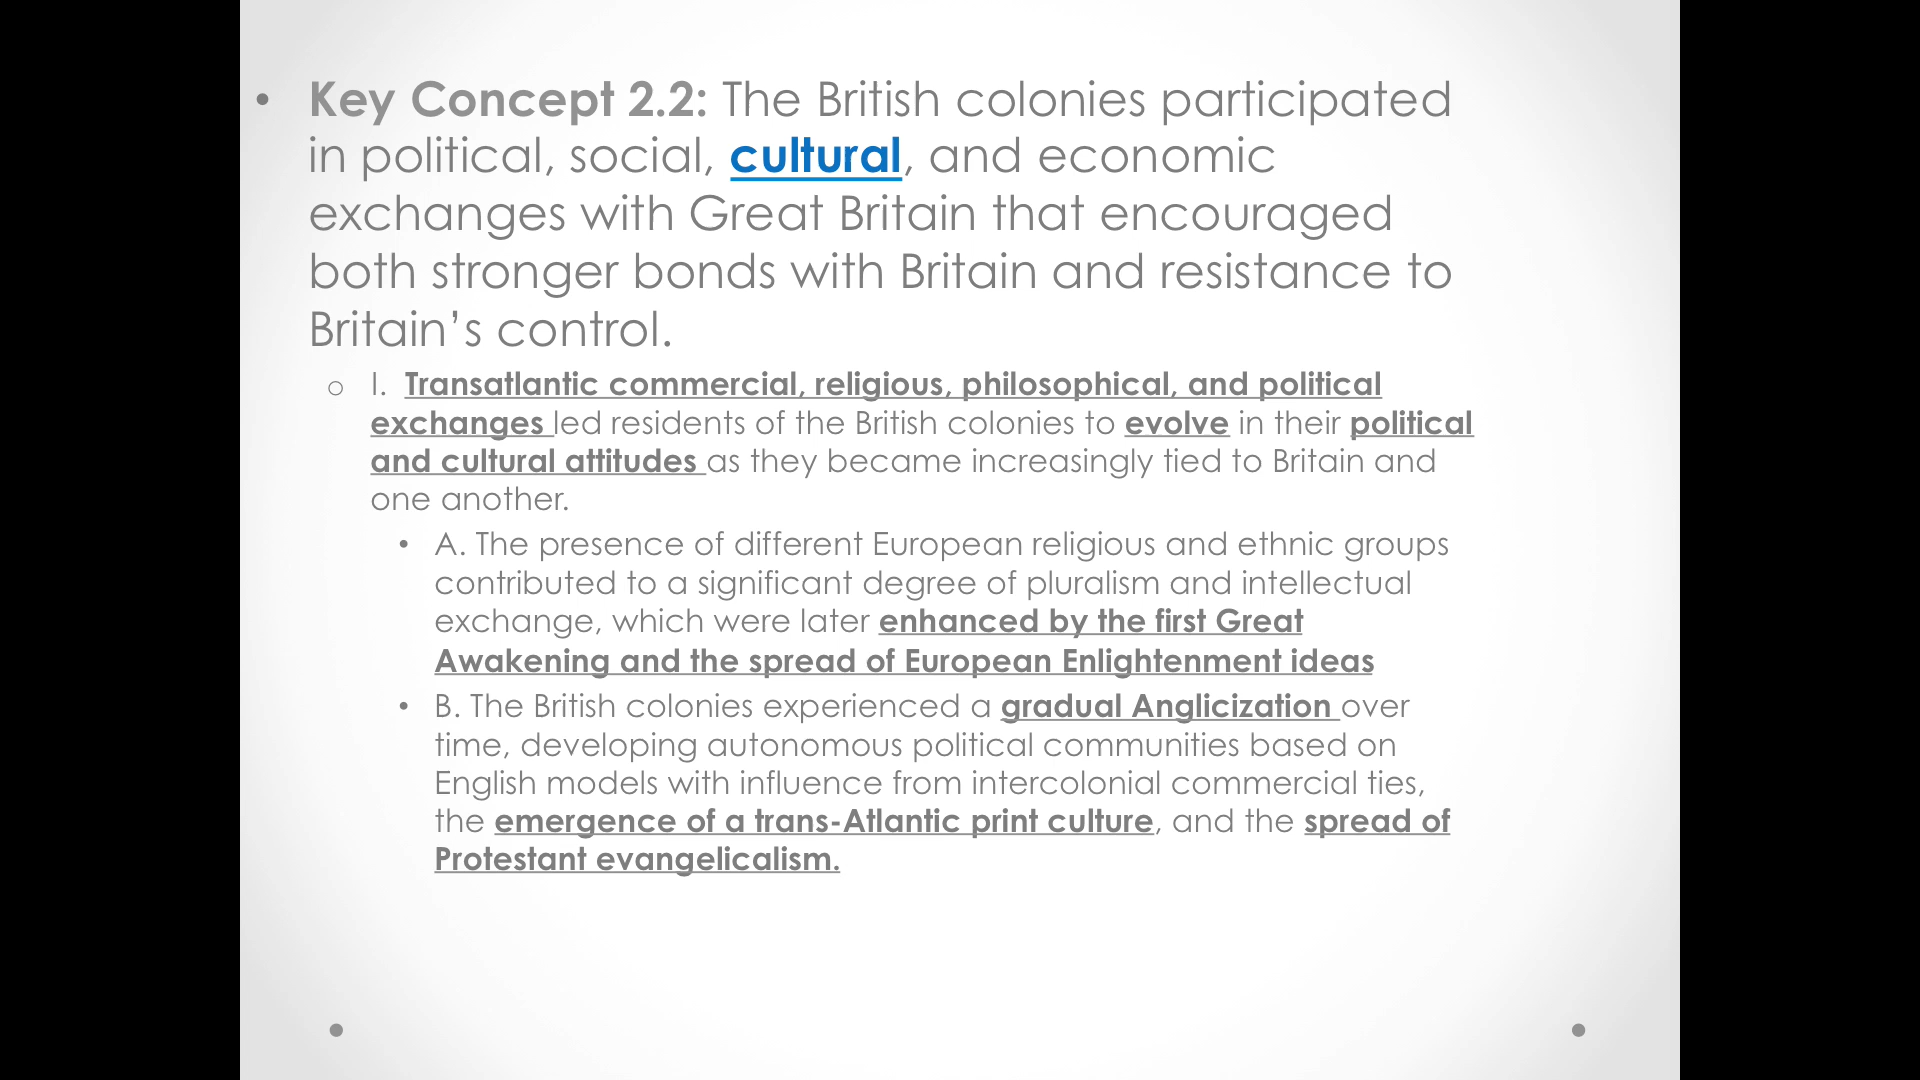 • Key Concept 2.2: The British colonies participated
in political, social, cultural, and economic
exchanges with Great Britain that encouraged
both stronger bonds with Britain and resistance to
Britain’s control.
o I. Transatlantic commercial, religious, philosophical, and political
exchanges led residents of the British colonies to evolve in their political
and cultural attitudes as they became increasingly tied to Britain and
one another.
• A. The presence of different European religious and ethnic groups
contributed to a significant degree of pluralism and intellectual
exchange, which were later enhanced by the first Great
Awakening and the spread of European Enlightenment ideas
• B. The British colonies experienced a gradual Anglicization over
time, developing autonomous political communities based on
English models with influence from intercolonial commercial ties,
the emergence of a trans-Atlantic print culture, and the spread of
Protestant evangelicalism.